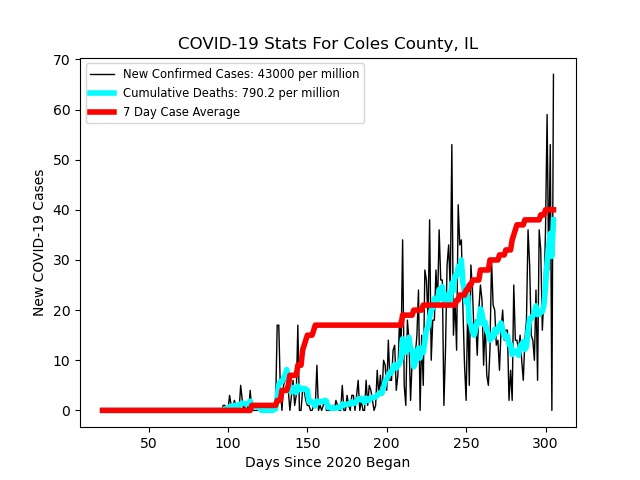 COVID-19 Stats For Coles County, IL
New Confirmed Cases: 43000 per million
Cumulative Deaths: 790.2 per million
7 Day Case Average
New COVID-19 Cases
70
60
50
40
30
20
10
0
50
100
150
200
250
300
Days Since 2020 Began